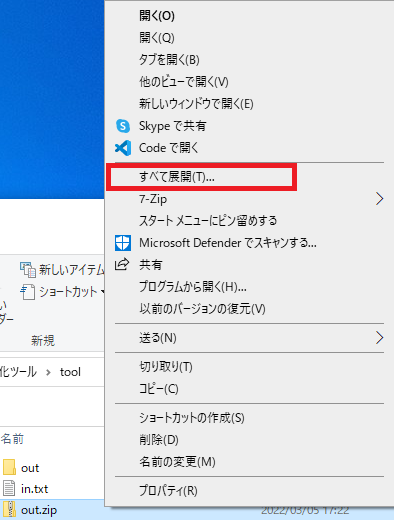 開く(O)
開く(Q)
タブを開く(B)
他のビューで開く(V)
新しいウィンドウで開く(E)
Skype で共有
Code で開く
すべて展開(T)...
7-Zip
スタート メニューにピン留めする
Microsoft Defender でスキャンする...
共有
プログラムから開く(H)...
以前のバージョンの復元(V)
送る(N)
切り取り(T)
コピー(C)
ショートカットの作成(S)
削除(D)
名前の変更(M)
プロパティ(R)
新しいアイテム
ショートカット
い
ダー
新規
化ツール
tool
名前
out
in.txt
out.zip
2022/03/05 17:22